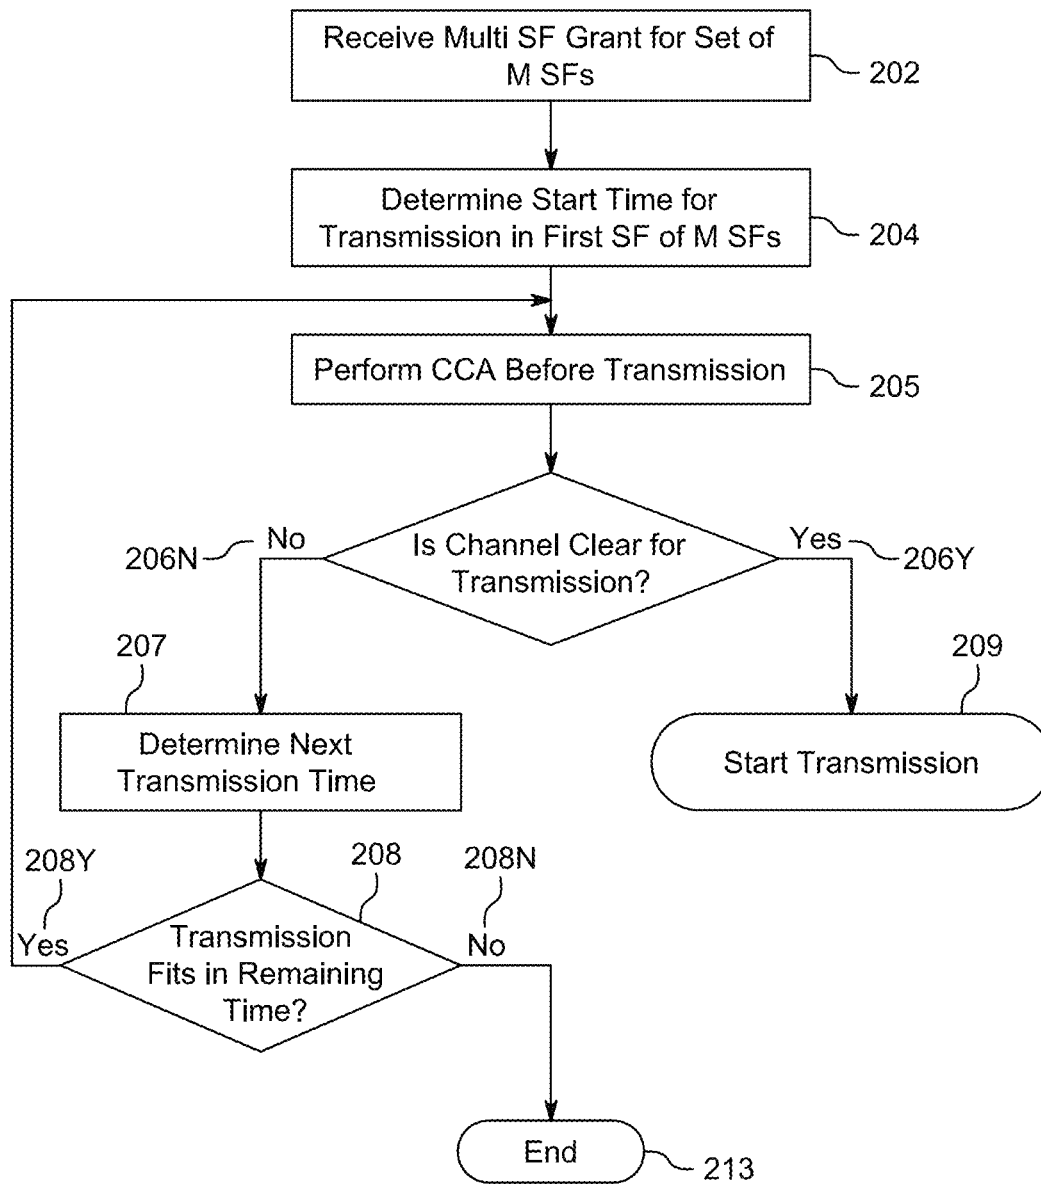 Receive Multi SF Grant for Set of
M SFs
202
Determine Start Time for
Transmission in First SF of M SFs
204
Perform CCA Before Transmission
205
No
Yes
206N
Is Channel Clear for
Transmission?
206Y
207
209
Determine Next
Transmission Time
Start Transmission
208Y
208
208N
Yes
Transmission
Fits in Remaining
Time?
No
End
213